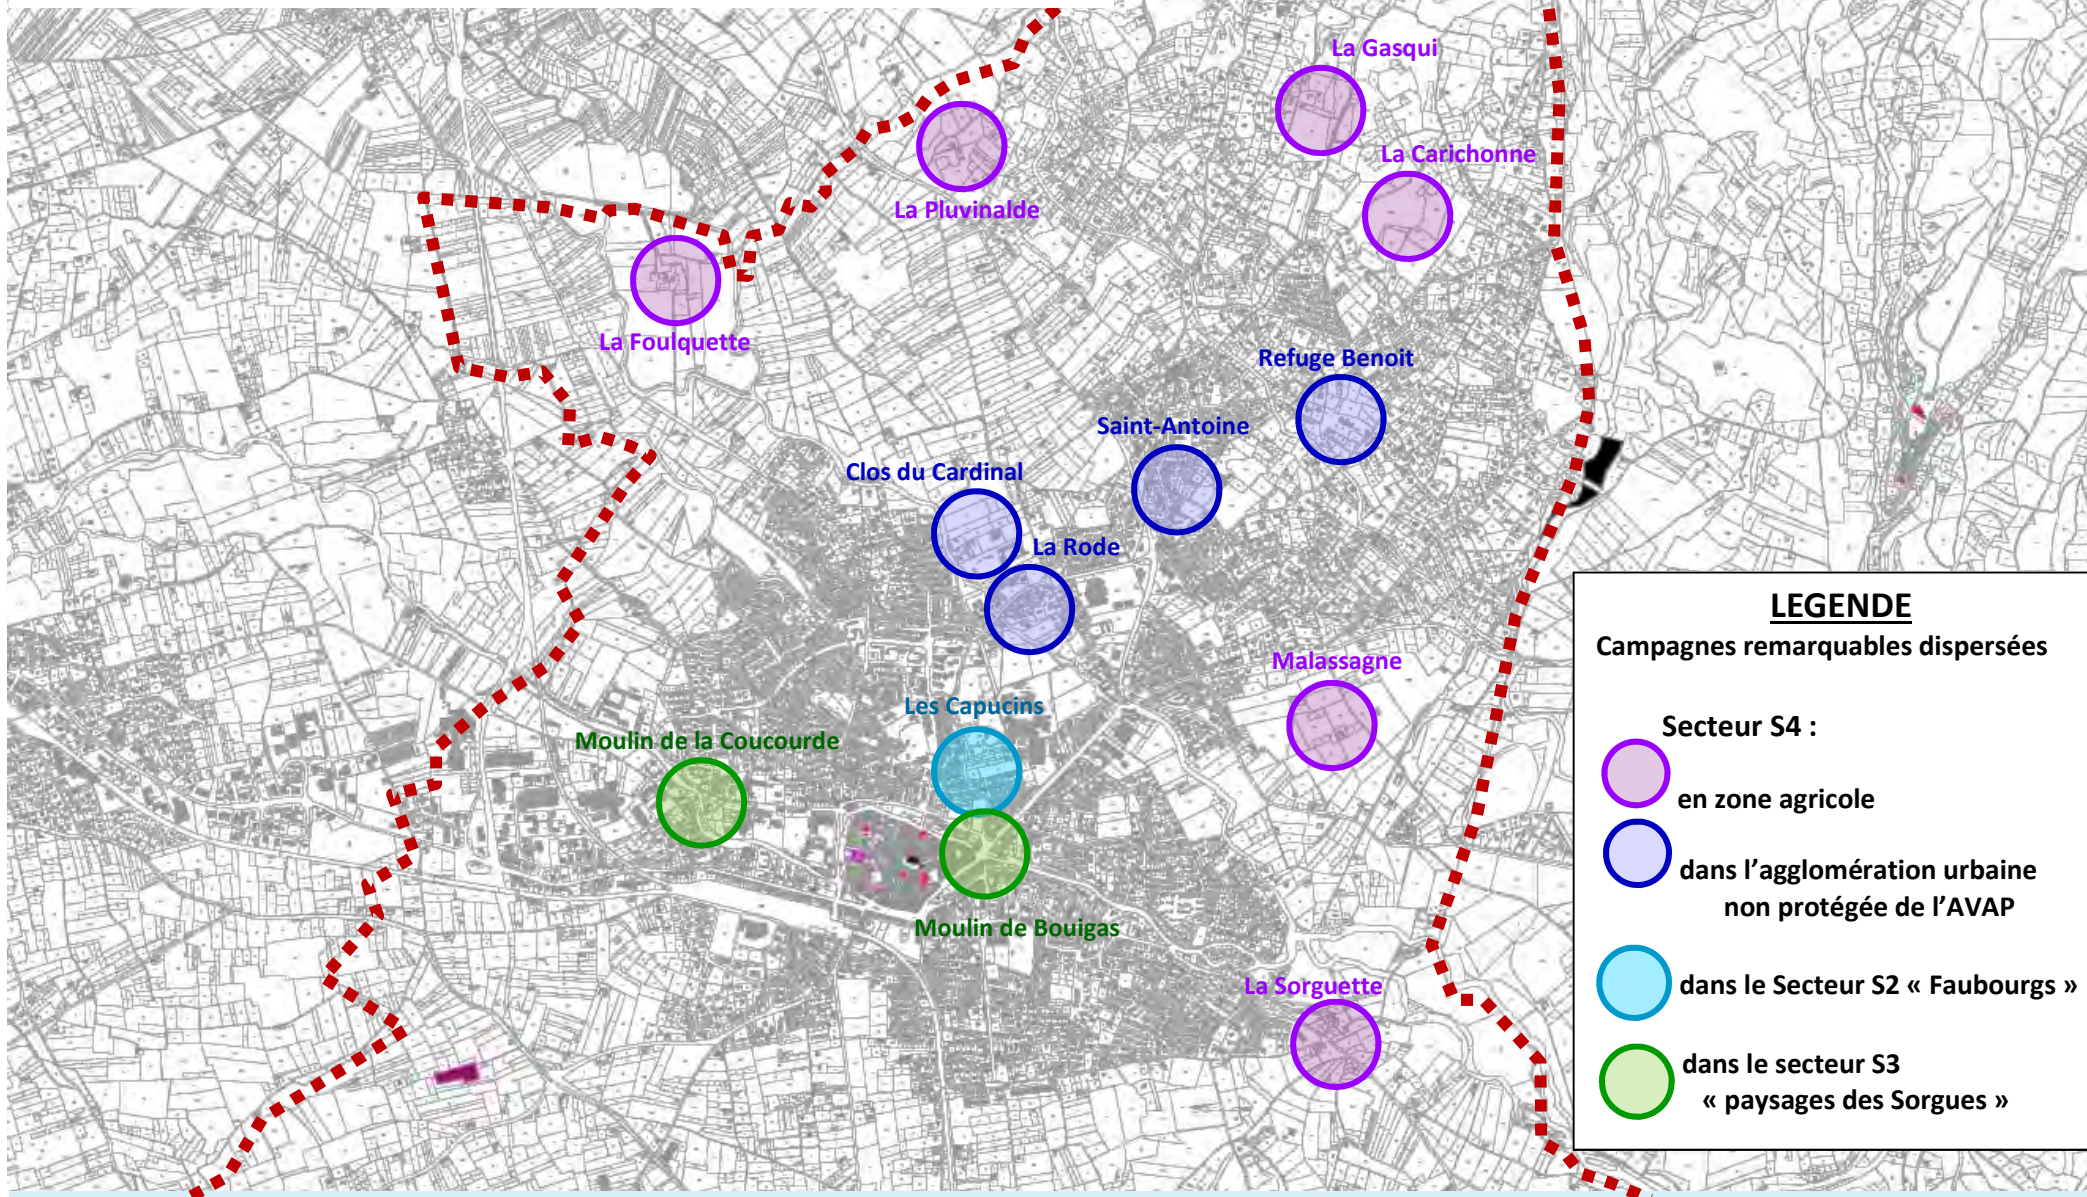 La Gasqui
La Carichonne
La Pluvinalde
La Foulquette
Refuge Benoit
Saint-Antoine
Clos du Cardinal
La Rode
Malassagne
Les Capucins
Moulin de la Coucourde
Moulin de Bouigas
La Sorguette
LEGENDE
Campagnes remarquables dispersées
Secteur S4 :
en zone agricole
dans l’agglomération urbaine
non protégée de l’AVAP
dans le Secteur S2 « Faubourgs »
dans le secteur S3
« paysages des Sorgues »